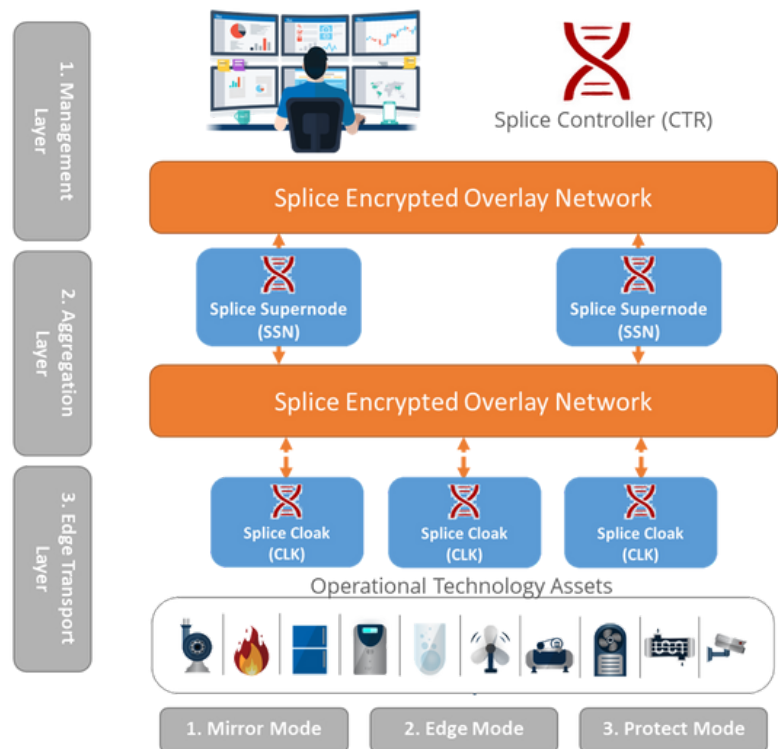 1. Management
Layer
Splice Controller (CTR)
Splice Encrypted Overlay Network
2. Aggregation
Layer
Splice Supernode
(SSN)
Splice Supernode
(SSN)
Splice Encrypted Overlay Network
3. Edge Transport
Layer
Splice Cloak
(CLK)
Splice Cloak
(CLK)
Splice Cloak
(CLK)
Operational Technology Assets
1. Mirror Mode
2. Edge Mode
3. Protect Mode